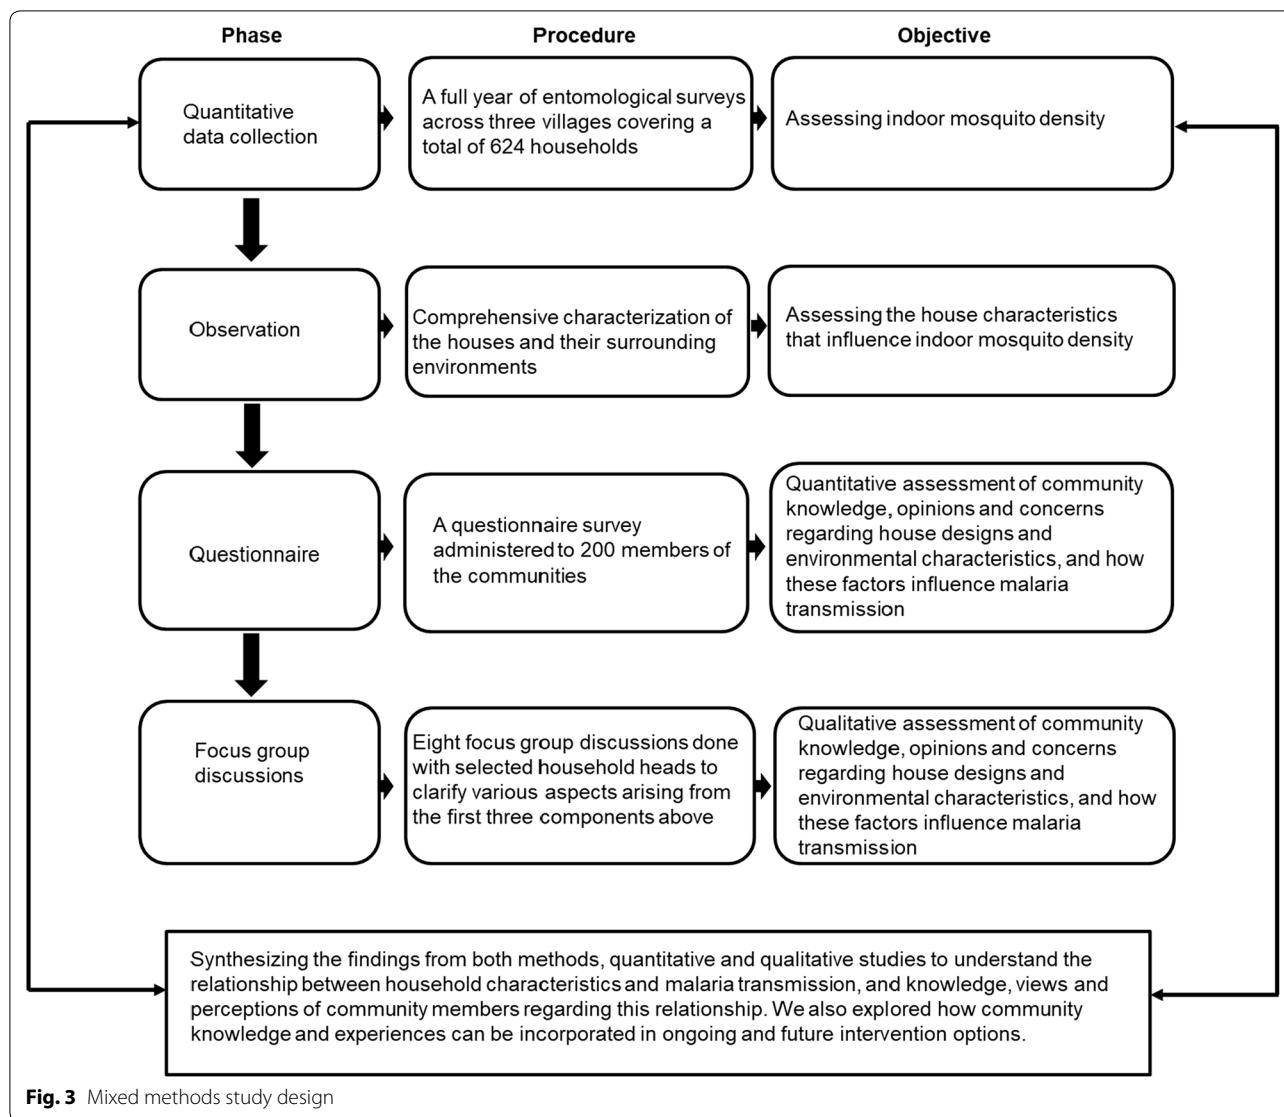 Phase
Procedure
Objective
Quantitative
data collection
A full year of entomological surveys
across three villages covering a
total of 624 households
Assessing indoor mosquito density
Observation
Comprehensive characterization of
the houses and their surrounding
environments
Assessing the house characteristics
that influence indoor mosquito density
Questionnaire
A questionnaire survey
administered to 200 members of
the communities
Quantitative assessment of community
knowledge, opinions and concerns
regarding house designs and
environmental characteristics, and how
these factors influence malaria
transmission
Focus group
discussions
Eight focus group discussions done
with selected household heads to
clarify various aspects arising from
the first three components above
Qualitative assessment of community
knowledge, opinions and concerns
regarding house designs and
environmental characteristics, and how
these factors influence malaria
transmission
Synthesizing the findings from both methods, quantitative and qualitative studies to understand the
relationship between household characteristics and malaria transmission, and knowledge, views and
perceptions of community members regarding this relationship. We also explored how community
knowledge and experiences can be incorporated in ongoing and future intervention options.
Fig. 3 Mixed methods study design